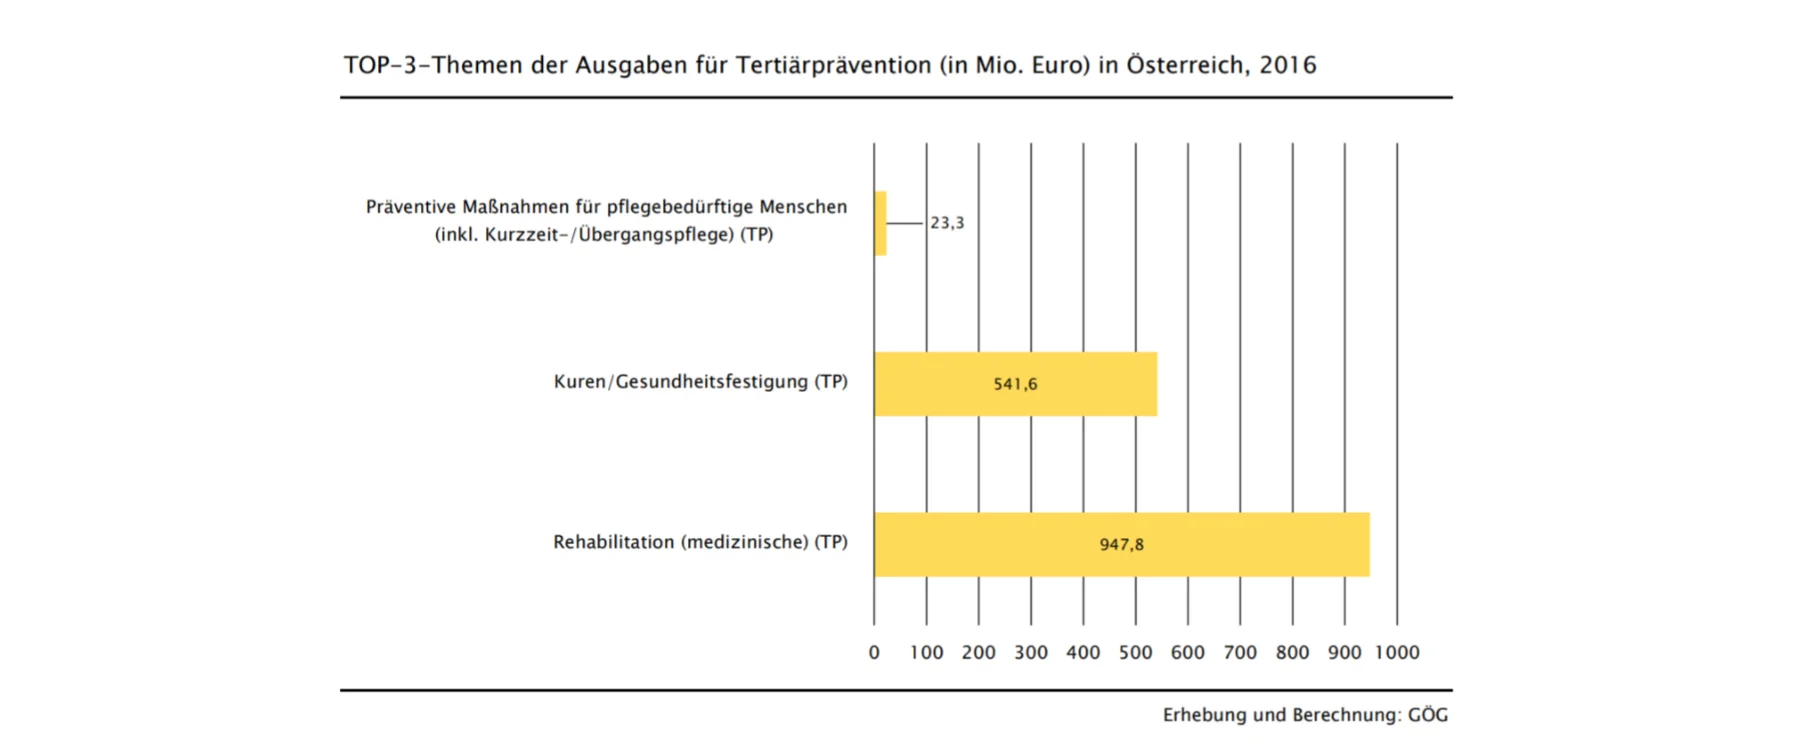 TOP-3-Themen der Ausgaben für Tertiärprävention (in Mio. Euro) in Österreich, 2016
Präventive Maßnahmen für pflegebedürftige Menschen
(inkl. Kurzzeit-/Übergangspflege) (TP)
23,3
Kuren/Gesundheitsfestigung (TP)
541,6
Rehabilitation (medizinische) (TP)
947,8
0 100 200 300 400 500 600 700 800 900 1000
Erhebung und Berechnung: GÖG